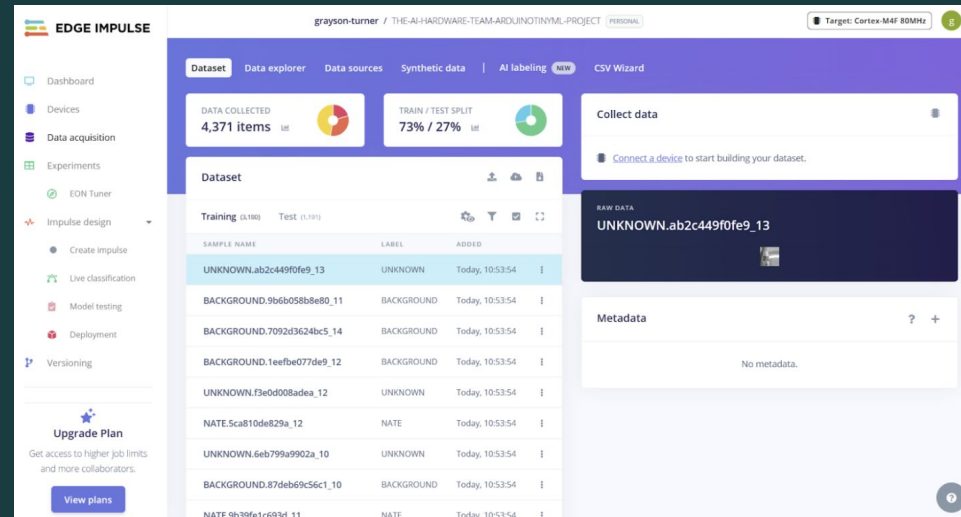 EDGE IMPULSE
grayson-turner / THE-AI-HARDWARE-TEAM-ARDUINOTINYML-PROJECT PERSONAL
Target: Cortex-M4F 80MHz
g
Dashboard
Devices
Data acquisition
Experiments
EON Tuner
Impulse design
Create impulse
Live classification
Model testing
Deployment
Versioning
Upgrade Plan
Get access to higher job limits
and more collaborators.
View plans
Dataset Data explorer Data sources Synthetic data | AI labeling NEW CSV Wizard
DATA COLLECTED
4,371 items
TRAIN / TEST SPLIT
73% / 27%
Dataset
Training (3,180) Test (1,191)
SAMPLE NAME LABEL ADDED
UNKNOWN.ab2c449f0fe9_13 UNKNOWN Today, 10:53:54
BACKGROUND.9b6b058b8e80_11 BACKGROUND Today, 10:53:54
BACKGROUND.7092d3624bc5_14 BACKGROUND Today, 10:53:54
BACKGROUND.1eefbe077de9_12 BACKGROUND Today, 10:53:54
UNKNOWN.f3e0d008adea_12 UNKNOWN Today, 10:53:54
NATE.5ca810de829a_12 NATE Today, 10:53:54
UNKNOWN.6eb799a9902a_10 UNKNOWN Today, 10:53:54
BACKGROUND.87deb69c56c1_10 BACKGROUND Today, 10:53:54
NATE.9b39fe1c693d_11 NATE Today, 10:53:54
Collect data
Connect a device to start building your dataset.
RAW DATA
UNKNOWN.ab2c449f0fe9_13
Metadata ? +
No metadata.
?